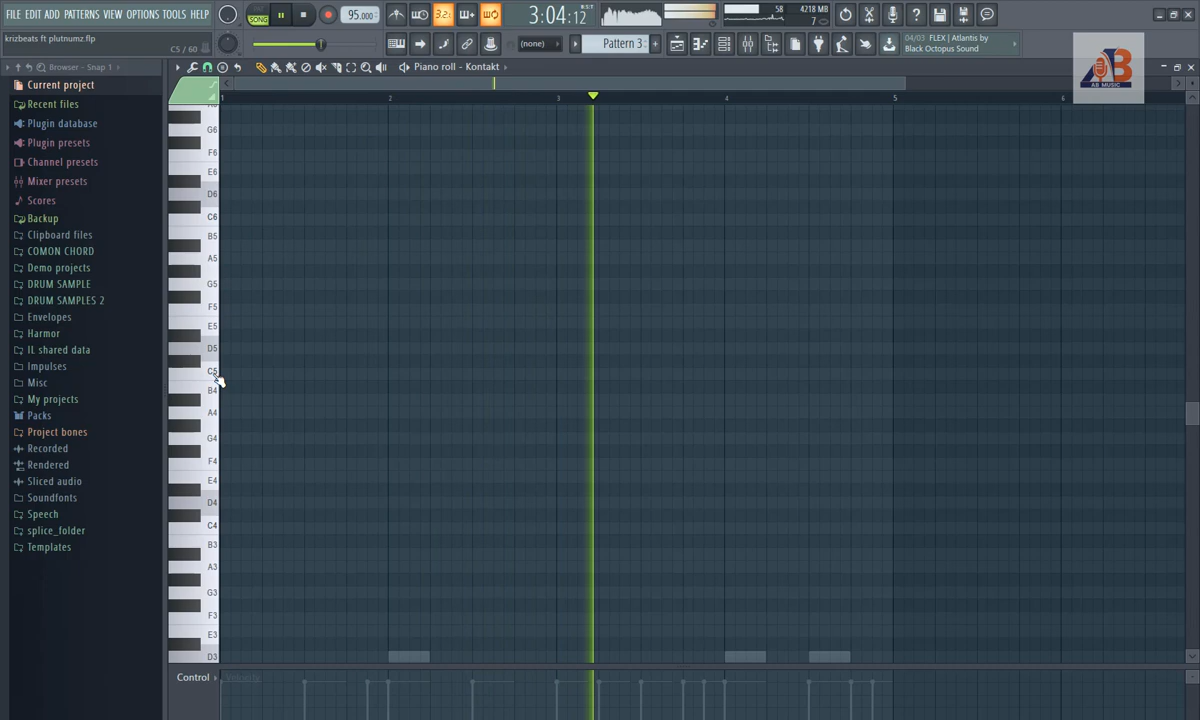 FILE EDIT ADD PATTERNS VIEW OPTIONS TOOLS HELP
SONG
3.2:
95.000
3:04:12
B:S:T
58
4218 MB
7
krizbeats ft plutnumz.flp
C5 / 60
(none)
Pattern 3
+
04/03 FLEX | Atlantis by
Black Octopus Sound
AB
AB MUSIC
Browser - Snap 1
Piano roll - Kontakt
Current project
Recent files
Plugin database
Plugin presets
Channel presets
Mixer presets
Scores
Backup
Clipboard files
COMON CHORD
Demo projects
DRUM SAMPLE
DRUM SAMPLES 2
Envelopes
Harmor
IL shared data
Impulses
Misc
My projects
Packs
Project bones
Recorded
Rendered
Sliced audio
Soundfonts
Speech
splice_folder
Templates
1 2 3 4 5 6
G6
F6
E6
D6
C6
B5
A5
G5
F5
E5
D5
C5
B4
A4
G4
F4
E4
D4
C4
B3
A3
G3
F3
E3
D3
Control
Velocity